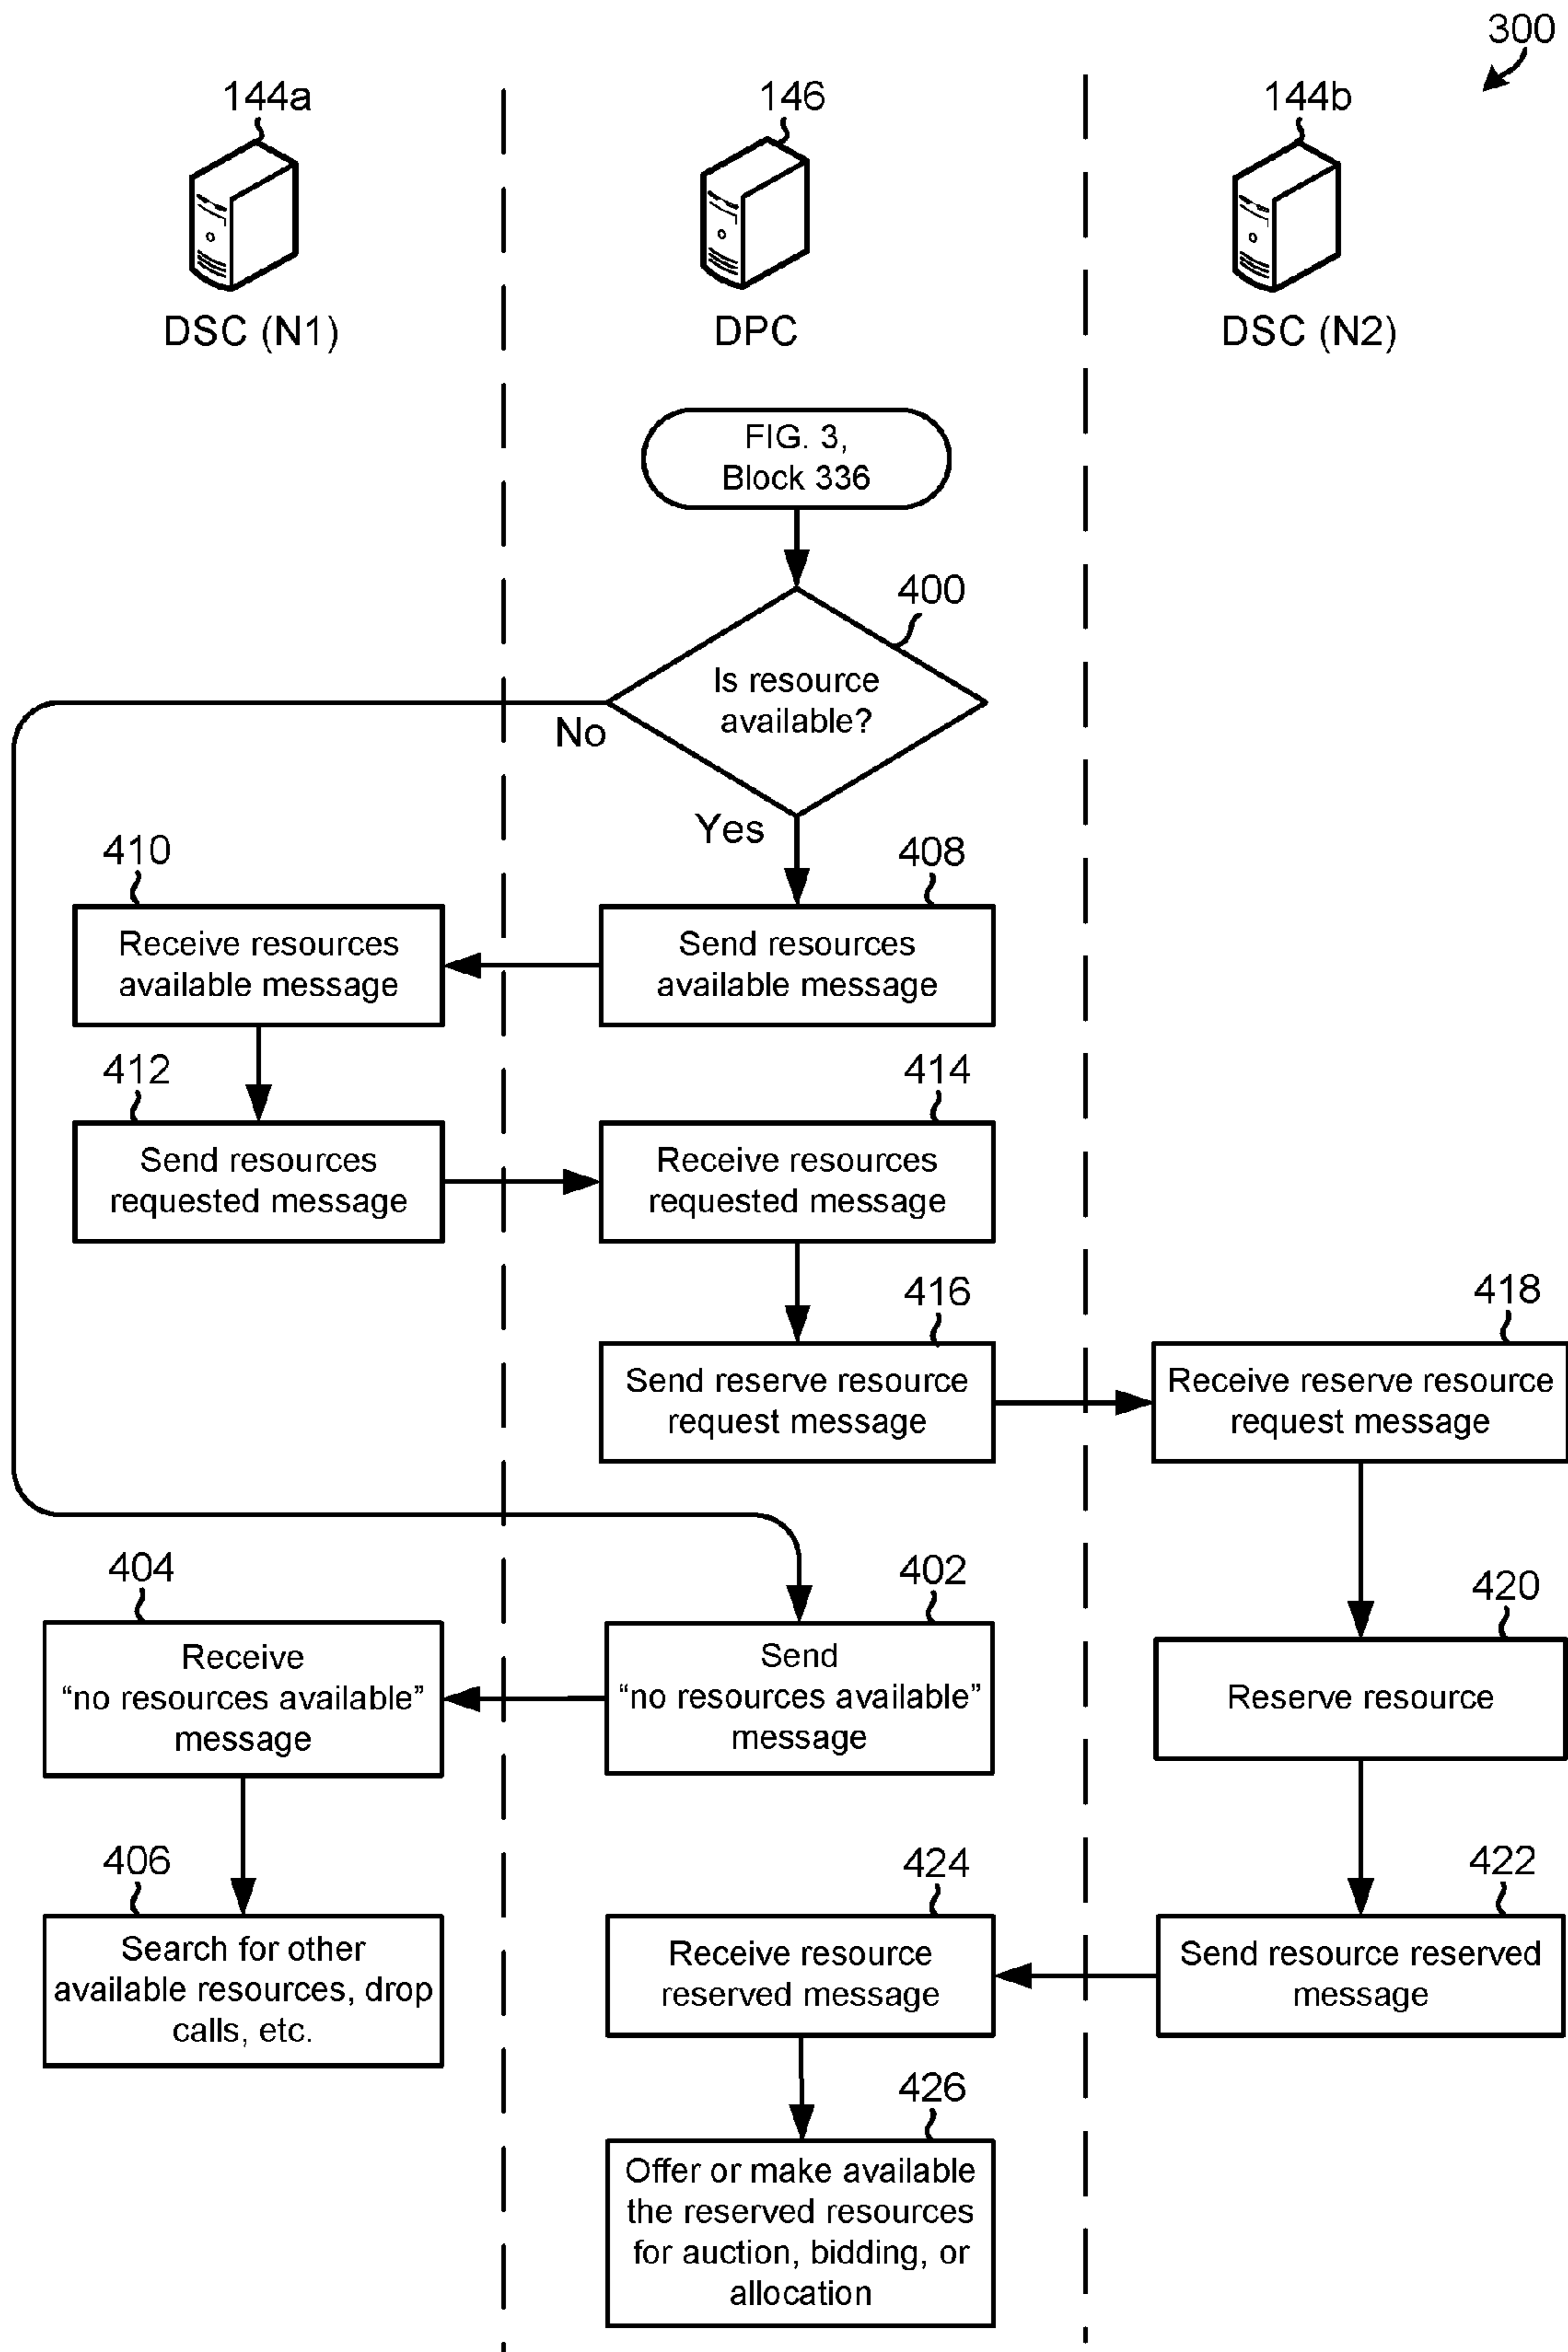 300
144a
146
144b
DSC (N1)
DPC
DSC (N2)
FIG. 3,
Block 336
400
Is resource
available?
No
Yes
410
408
Receive resources
available message
Send resources
available message
412
414
Send resources
requested message
Receive resources
requested message
416
418
Send reserve resource
request message
Receive reserve resource
request message
404
402
420
Receive
“no resources available”
message
Send
“no resources available”
message
Reserve resource
406
424
422
Search for other
available resources, drop
calls, etc.
Receive resource
reserved message
Send resource reserved
message
426
Offer or make available
the reserved resources
for auction, bidding, or
allocation